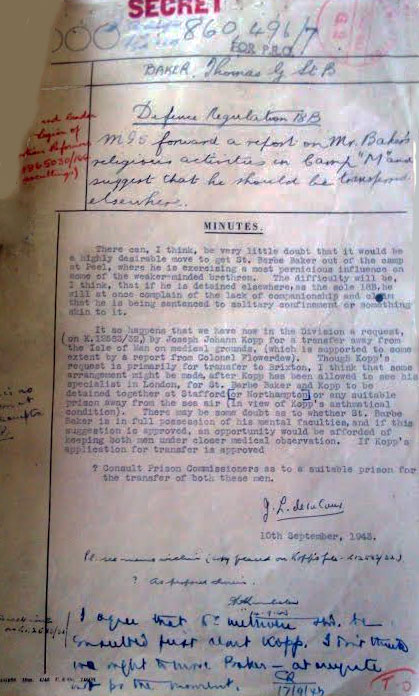 SECRET
860,496/7
FOR P.R.O.
BAKER, Thomas G St B
Defence Regulation 18B
M.I.5 forward a report on Mr. Baker's
religious activities in Camp "M" and
suggest that he should be transferred
elsewhere.
MINUTES.
There can, I think, be very little doubt that it would be
a highly desirable move to get St. Barbe Baker out of the camp
at Peel, where he is exercising a most pernicious influence on
some of the weaker-minded brethren. The difficulty will be,
I think, that if he is detained elsewhere, as the sole 18B, he
will at once complain of the lack of companionship and claim
that he is being sentenced to solitary confinement or something
akin to it.
It so happens that we have now in the Division a request,
(on K.12552/32,) by Joseph Johann Kopp for a transfer away from
the Isle of Man on medical grounds, (which is supported to some
extent by a report from Colonel Flowerdew). Though Kopp's
request is primarily for transfer to Brixton, I think that some
arrangement might be made, after Kopp has been allowed to see his
specialist in London, for St. Barbe Baker and Kopp to be
detained together at Stafford, or Northampton, or any suitable
prison away from the sea air (in view of Kopp's asthmatical
condition). There may be some doubt as to whether St. Barbe
Baker is in full possession of his mental faculties, and if this
suggestion is approved, an opportunity would be afforded of
keeping both men under closer medical observation. If Kopp's
application for transfer is approved
? Consult Prison Commissioners as to a suitable prison for
the transfer of both these men.
10th September, 1943.
? As proposed
I agree that
consulted first about Kopp. I don't think
we ought to move Baker - at any rate
not for the moment.
17/9/43